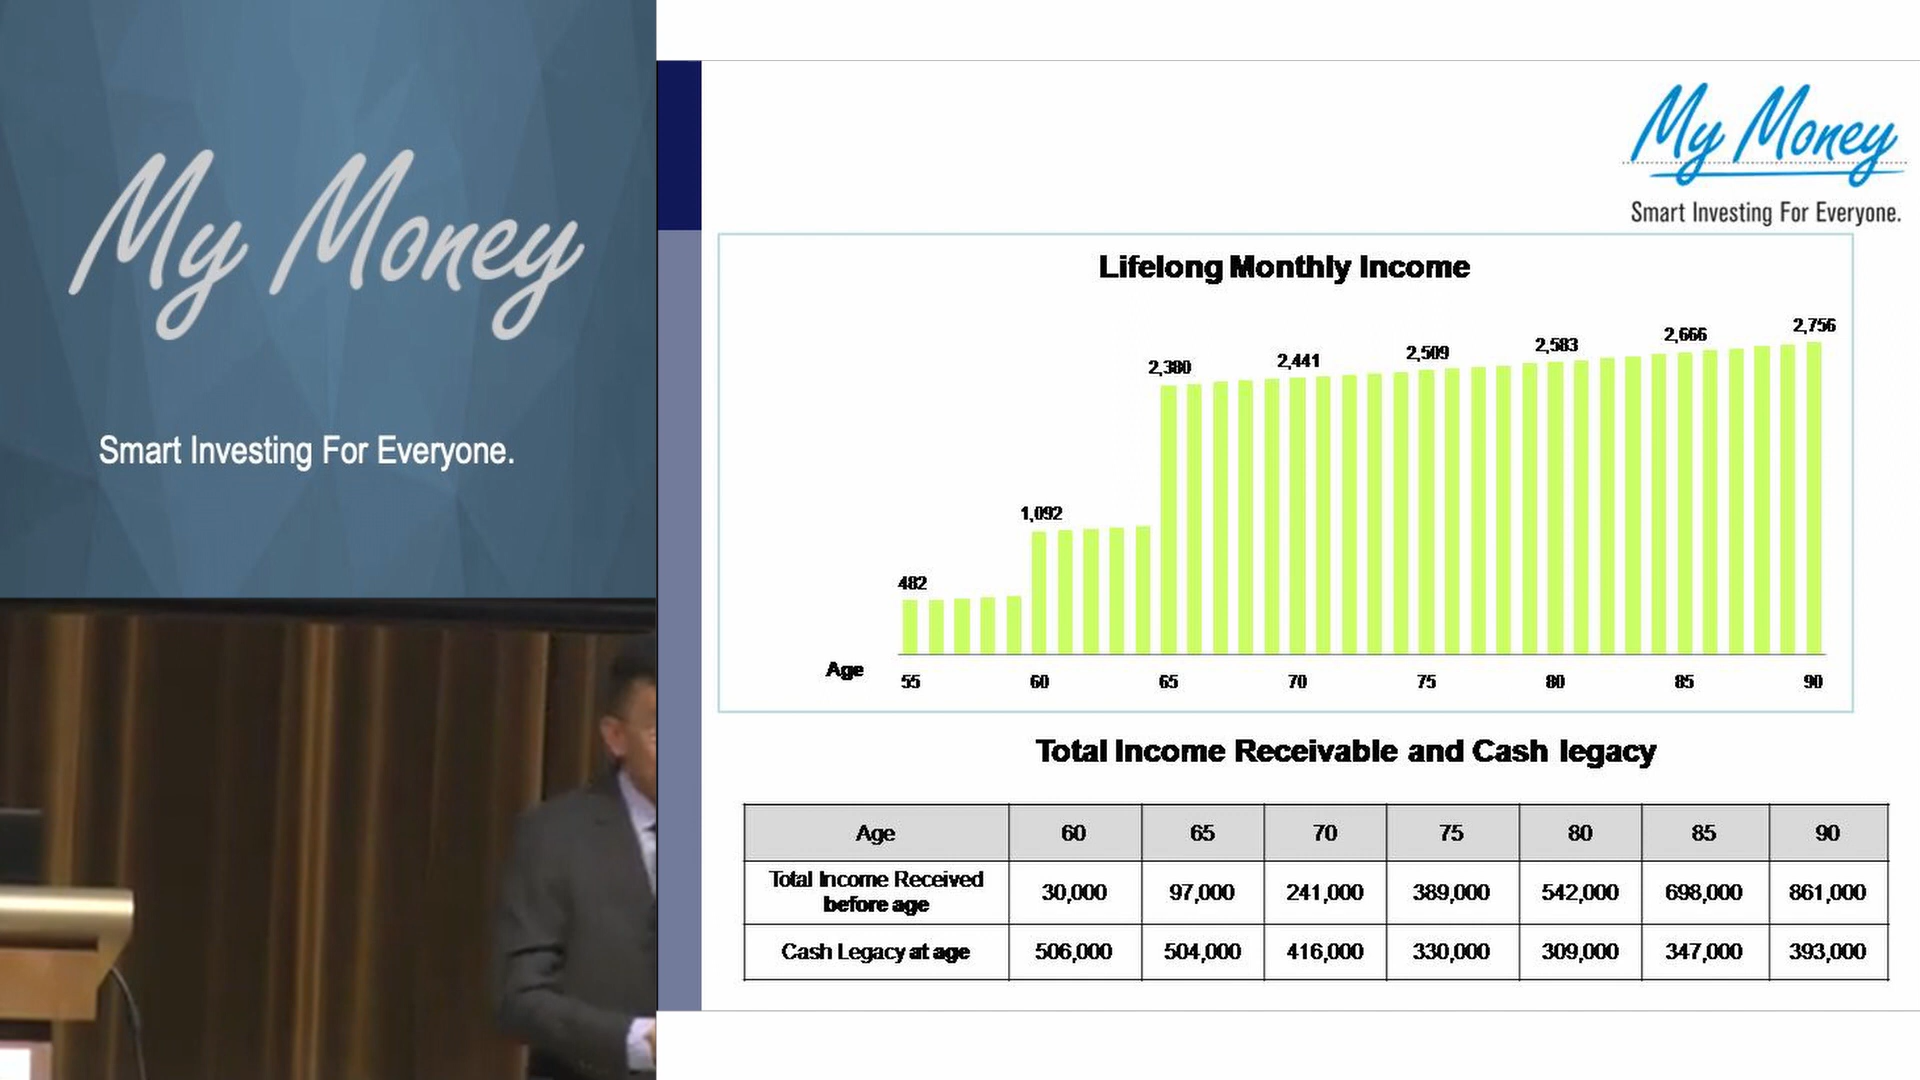 My Money
Smart Investing For Everyone.
My Money
Smart Investing For Everyone.
Lifelong Monthly Income
482
1,092
2,380
2,441
2,509
2,583
2,666
2,756
Age 55 60 65 70 75 80 85 90
Total Income Receivable and Cash legacy
Age 60 65 70 75 80 85 90
Total Income Received before age 30,000 97,000 241,000 389,000 542,000 698,000 861,000
Cash Legacy at age 506,000 504,000 416,000 330,000 309,000 347,000 393,000